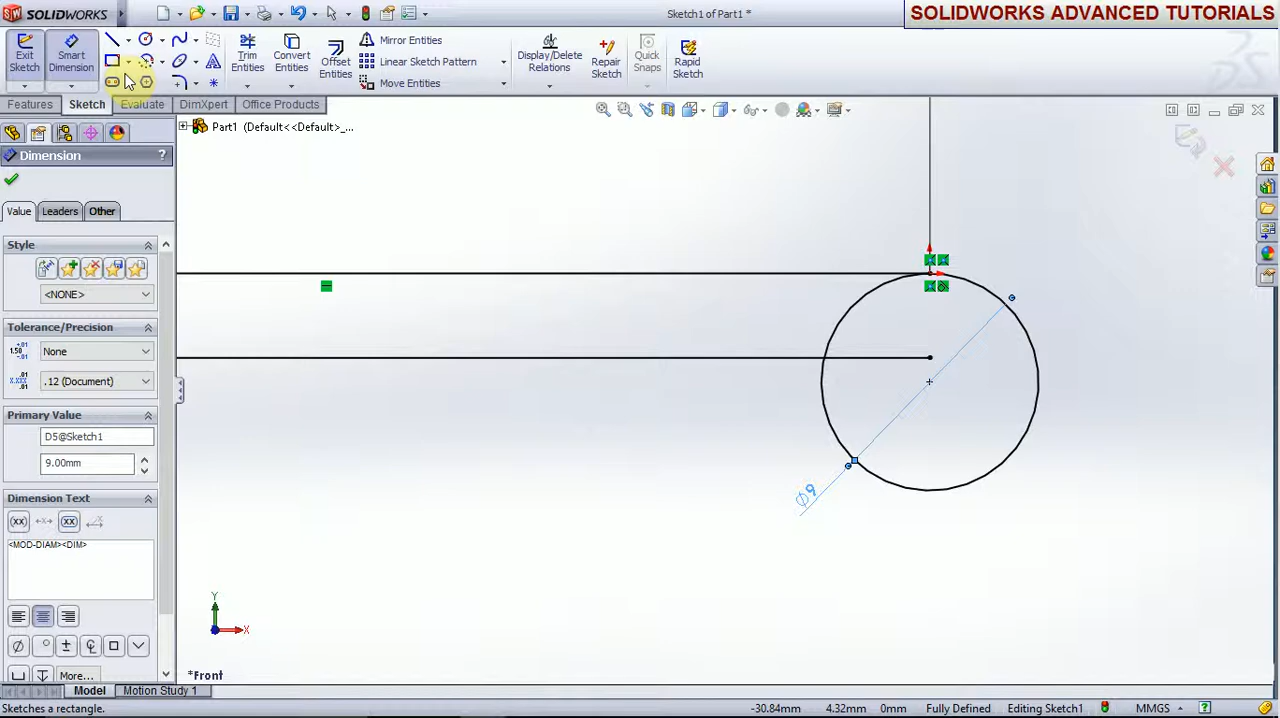 SOLIDWORKS
Sketch1 of Part1 *
SOLIDWORKS ADVANCED TUTORIALS
Exit Sketch
Smart Dimension
Trim Entities
Convert Entities
Offset Entities
Mirror Entities
Linear Sketch Pattern
Move Entities
Display/Delete Relations
Repair Sketch
Quick Snaps
Rapid Sketch
Features
Sketch
Evaluate
DimXpert
Office Products
Part1 (Default<<Default>_...
Dimension
?
Value
Leaders
Other
Style
<NONE>
Tolerance/Precision
None
.12 (Document)
Primary Value
D5@Sketch1
9.00mm
Dimension Text
(xx)
(xx)
<MOD-DIAM><DIM>
More...
Ø9
Y
X
*Front
Model
Motion Study 1
Sketches a rectangle.
-30.84mm
4.32mm
0mm
Fully Defined
Editing Sketch1
MMGS
?